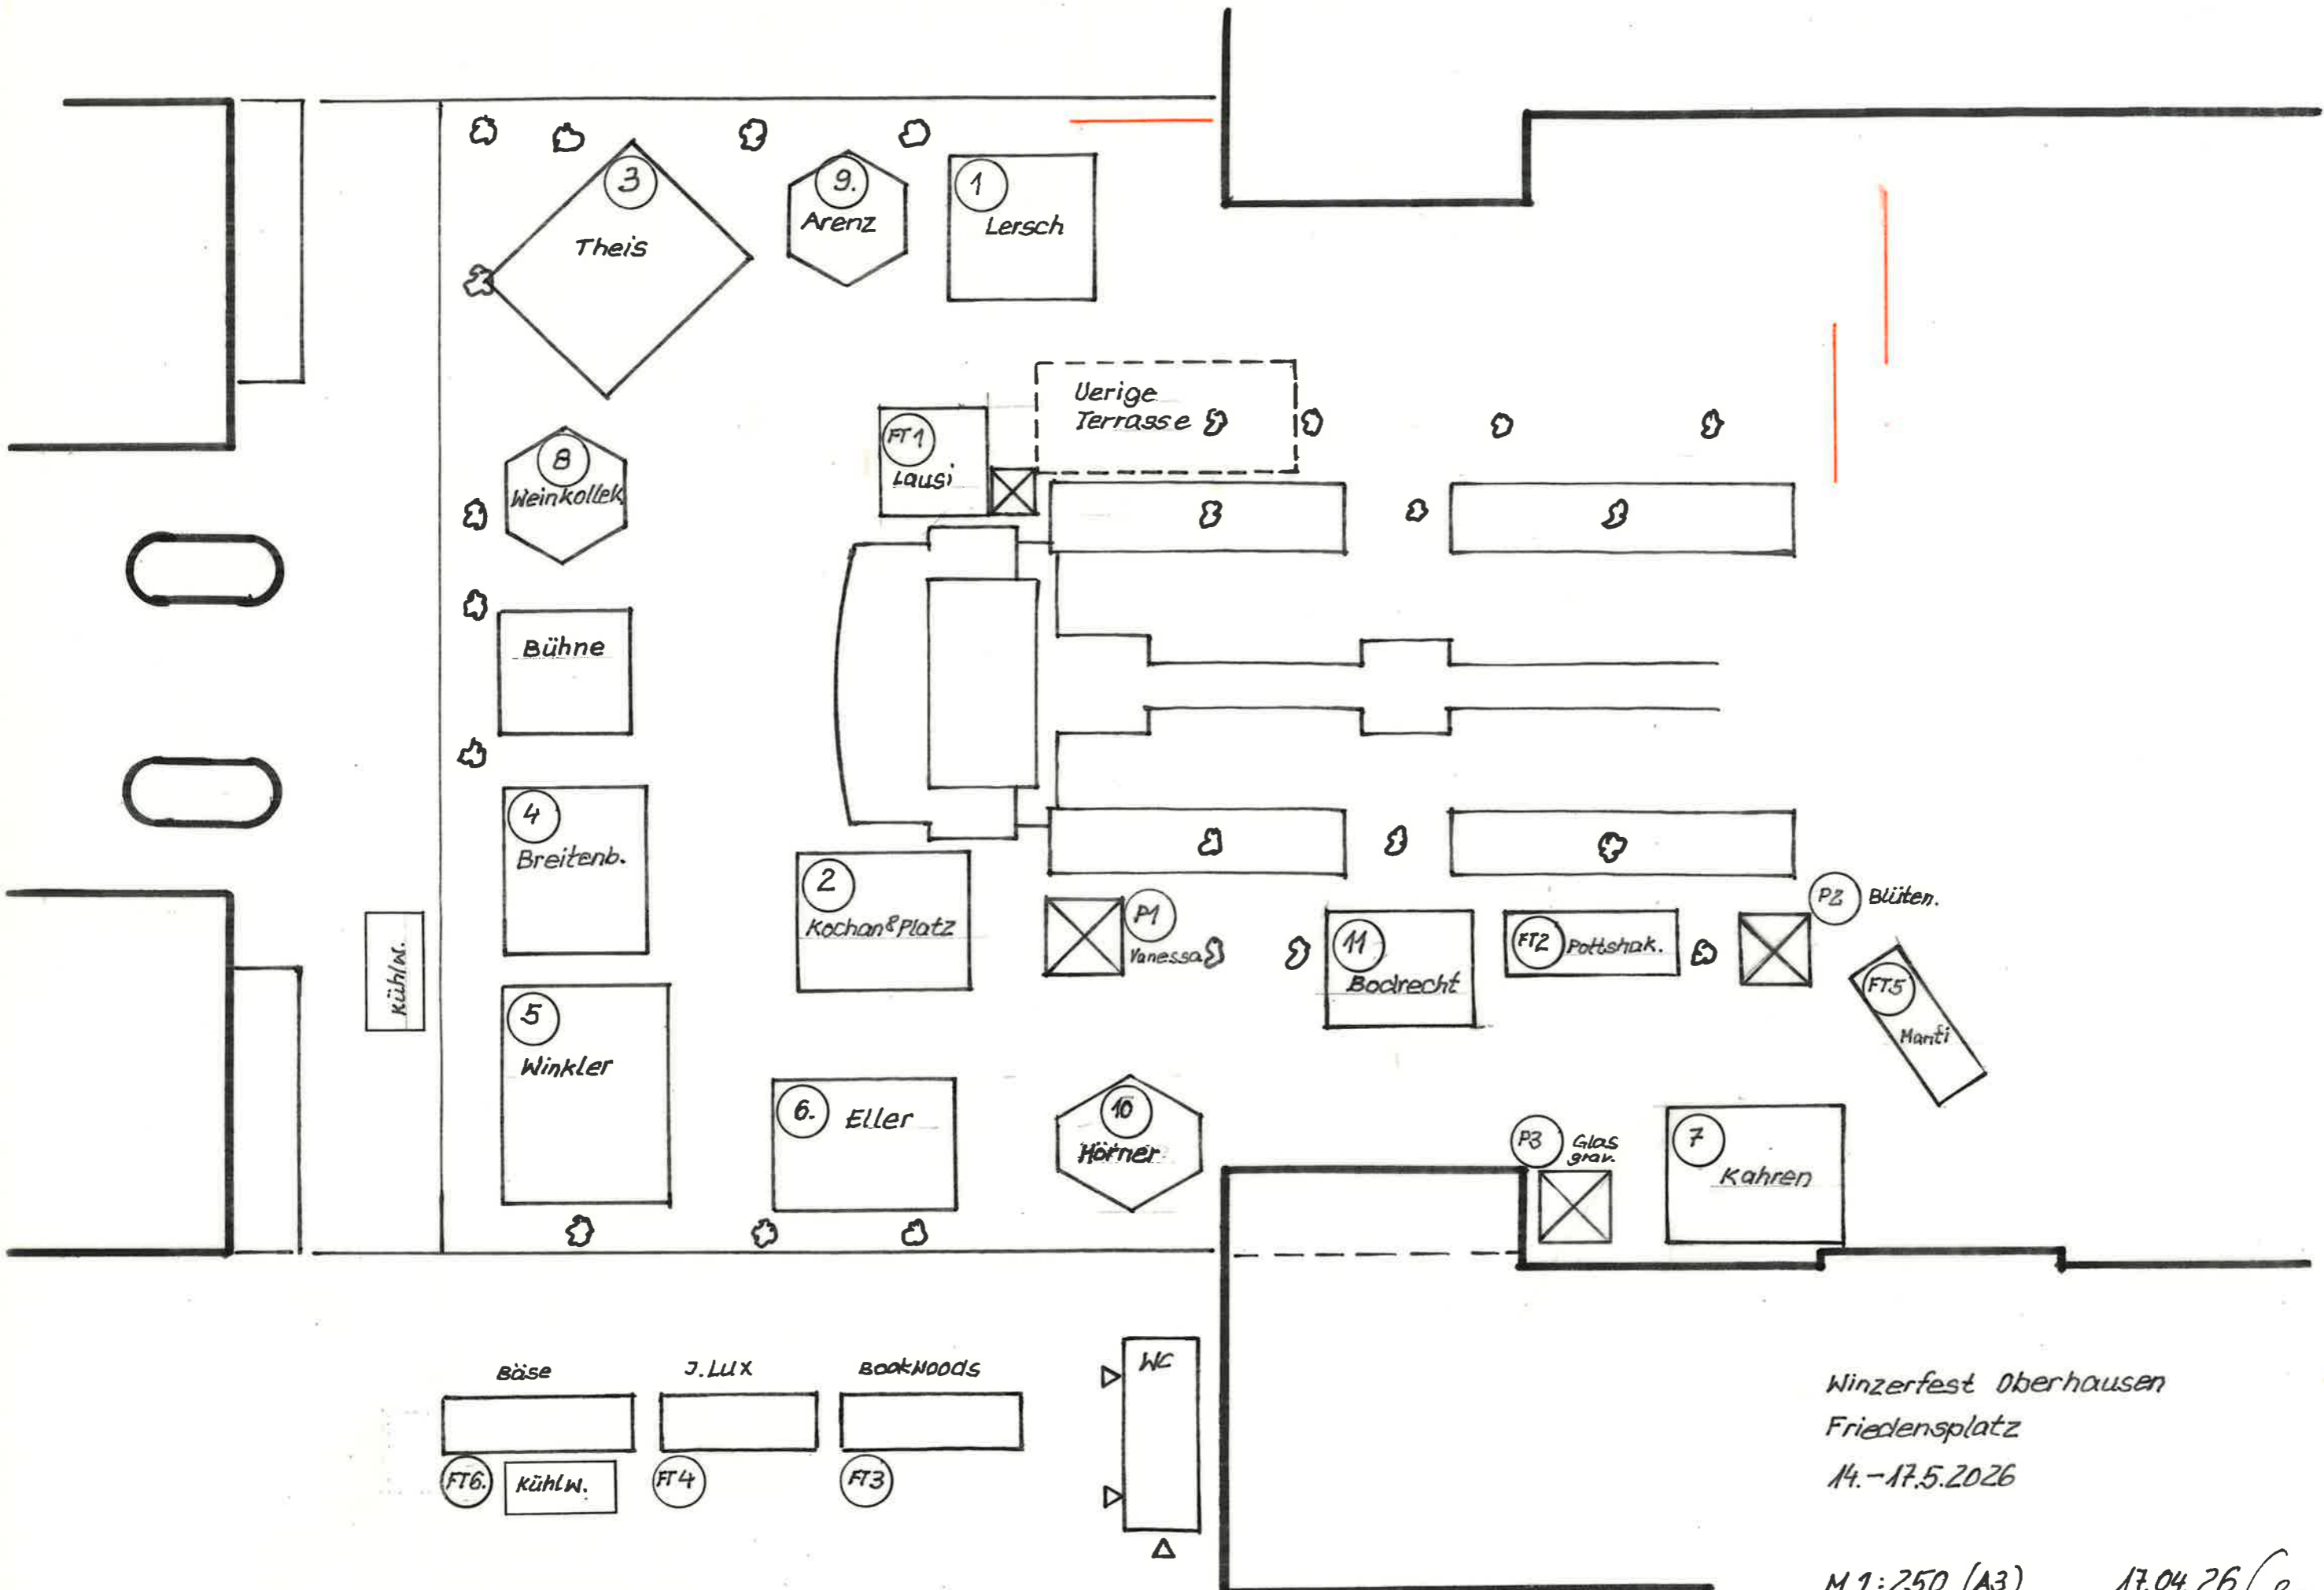 3
Theis
9.
Arenz
1
Lersch
Uerige
Terrasse
FT1
Lausi
8
Weinkollek
Bühne
4
Breitenb.
2
Kochan&Platz
P1
Vanessa
11
Bodrecht
FT2
Pottshak.
P2
Blüten.
FT5
Manti
Kühlw.
5
Winkler
6.
Eller
10
Hörner
P3
Glas
grav.
7
Kahren
Bäse
J.Lux
BookWoods
WC
FT6.
Kühlw.
FT4
FT3
Winzerfest Oberhausen
Friedensplatz
14.-17.5.2026
M 1:250 (A3)
17.04.26